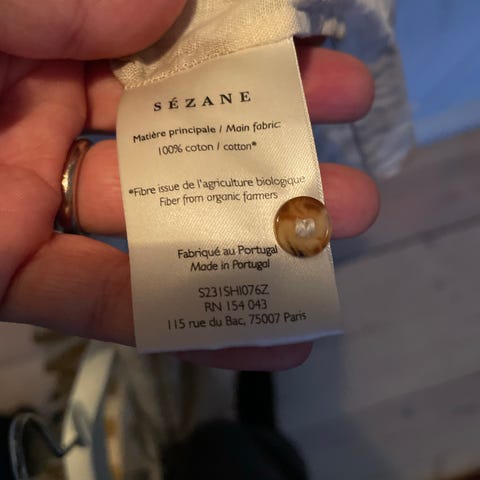 SÉZANE
Matière principale / Main fabric:
100% coton / cotton*
*Fibre issue de l'agriculture biologique
Fiber from organic farmers
Fabriqué au Portugal
Made in Portugal
S231SHI076Z
RN 154 043
115 rue du Bac, 75007 Paris